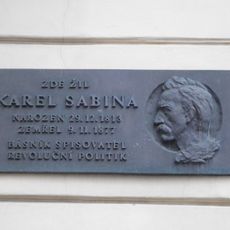 ZDE ŽIL
KAREL SABINA
NAROZEN 29.12.1813
ZEMŘEL 9.11.1877
BÁSNÍK SPISOVATEL
REVOLUČNÍ POLITIK